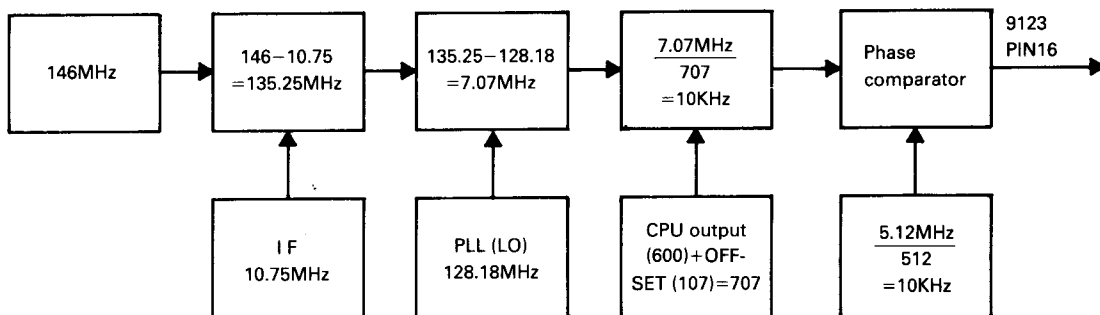 146MHz
146−10.75
=135.25MHz
135.25−128.18
=7.07MHz
7.07MHz
707
=10KHz
Phase
comparator
9123
PIN16
I F
10.75MHz
PLL (LO)
128.18MHz
CPU output
(600)+OFF-
SET (107)=707
5.12MHz
512
=10KHz